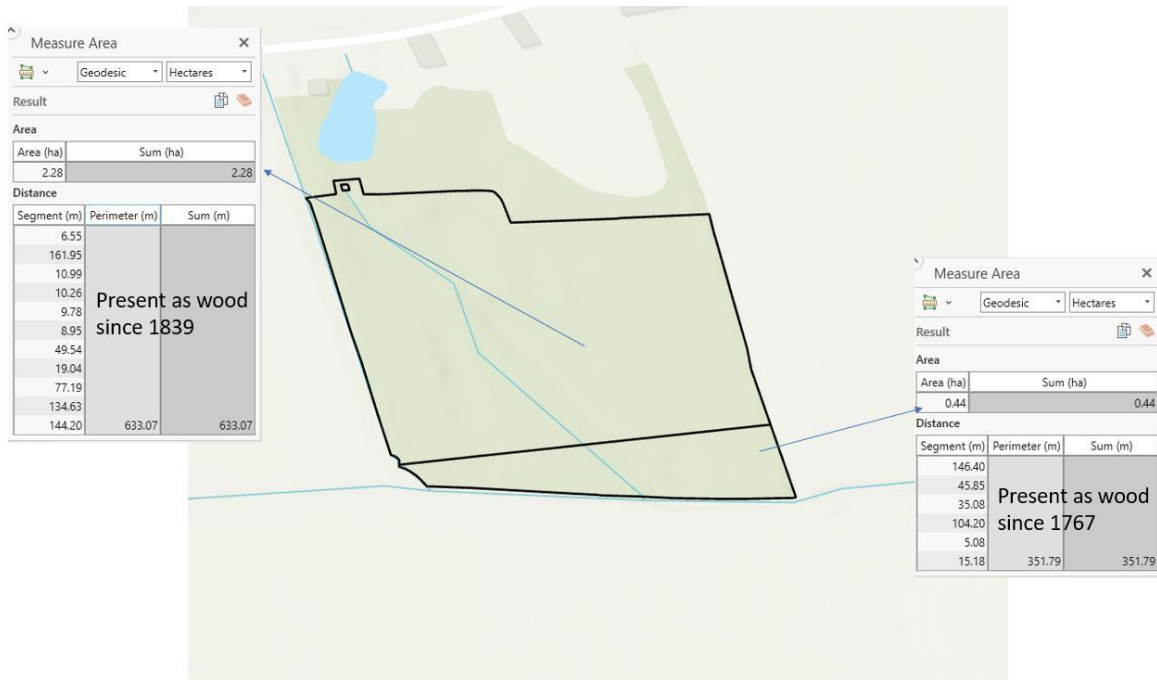 Measure Area
Geodesic Hectares
Result
Area
Area (ha) Sum (ha)
2.28 2.28
Distance
Segment (m) Perimeter (m) Sum (m)
6.55
161.95
10.99
10.26
9.78
8.95
49.54
19.04
77.19
134.63
144.20 633.07 633.07
Present as wood
since 1839
Measure Area
Geodesic Hectares
Result
Area
Area (ha) Sum (ha)
0.44 0.44
Distance
Segment (m) Perimeter (m) Sum (m)
146.40
45.85
35.08
104.20
5.08
15.18 351.79 351.79
Present as wood
since 1767